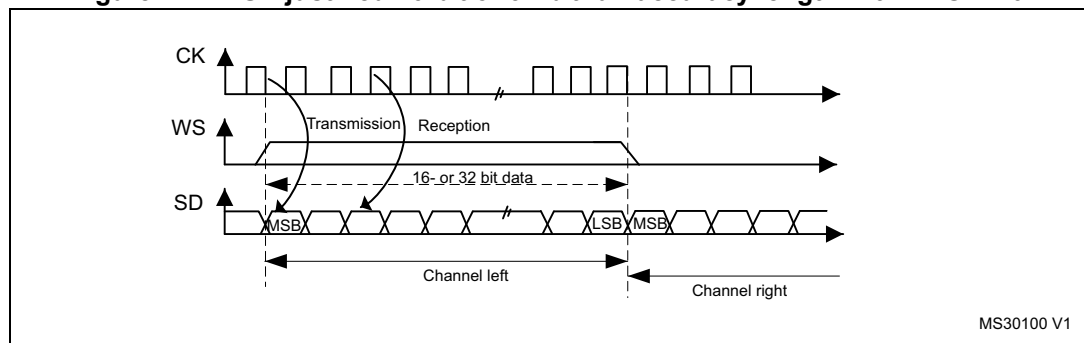 CK
WS
Transmission
Reception
16- or 32 bit data
SD
MSB
LSB
MSB
Channel left
Channel right
MS30100 V1